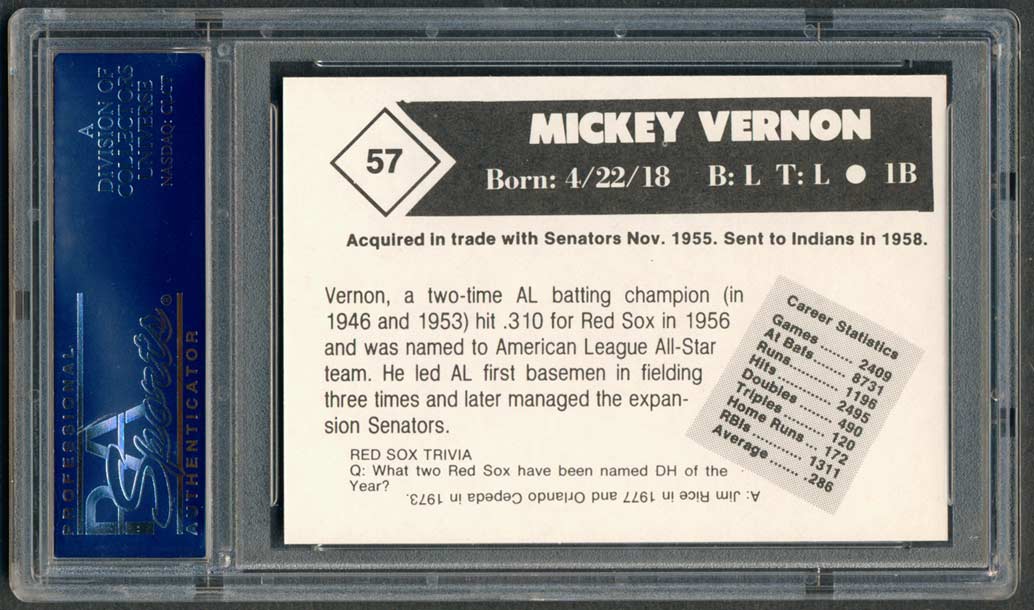 A
DIVISION OF
COLLECTORS
UNIVERSE
NASDAQ: CLCT
PROFESSIONAL
PSA
Sports®
AUTHENTICATOR
57
MICKEY VERNON
Born: 4/22/18 B: L T: L ● 1B
Acquired in trade with Senators Nov. 1955. Sent to Indians in 1958.
Vernon, a two-time AL batting champion (in
1946 and 1953) hit .310 for Red Sox in 1956
and was named to American League All-Star
team. He led AL first basemen in fielding
three times and later managed the expan-
sion Senators.
Career Statistics
Games ........ 2409
At Bats........ 8731
Runs............ 1196
Hits ............. 2495
Doubles ........ 490
Triples .......... 120
Home Runs ... 172
RBIs ........... 1311
Average ....... .286
RED SOX TRIVIA
Q: What two Red Sox have been named DH of the
Year?
A: Jim Rice in 1977 and Orlando Cepeda in 1973.